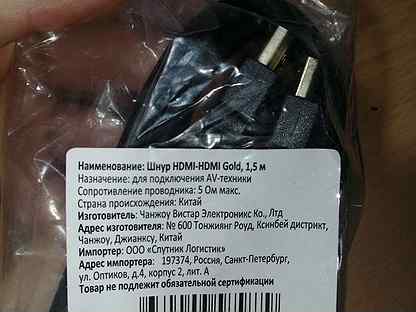 Наименование: Шнур HDMI-HDMI Gold, 1,5 м
Назначение: для подключения AV-техники
Сопротивление проводника: 5 Ом макс.
Страна происхождения: Китай
Изготовитель: Чанжоу Вистар Электроникс Ко., Лтд
Адрес изготовителя: № 600 Тонжиянг Роуд, Ксинбей дистрикт,
Чанжоу, Джианксу, Китай
Импортер: ООО «Спутник Логистик»
Адрес импортера: 197374, Россия, Санкт-Петербург,
ул. Оптиков, д.4, корпус 2, лит. А
Товар не подлежит обязательной сертификации